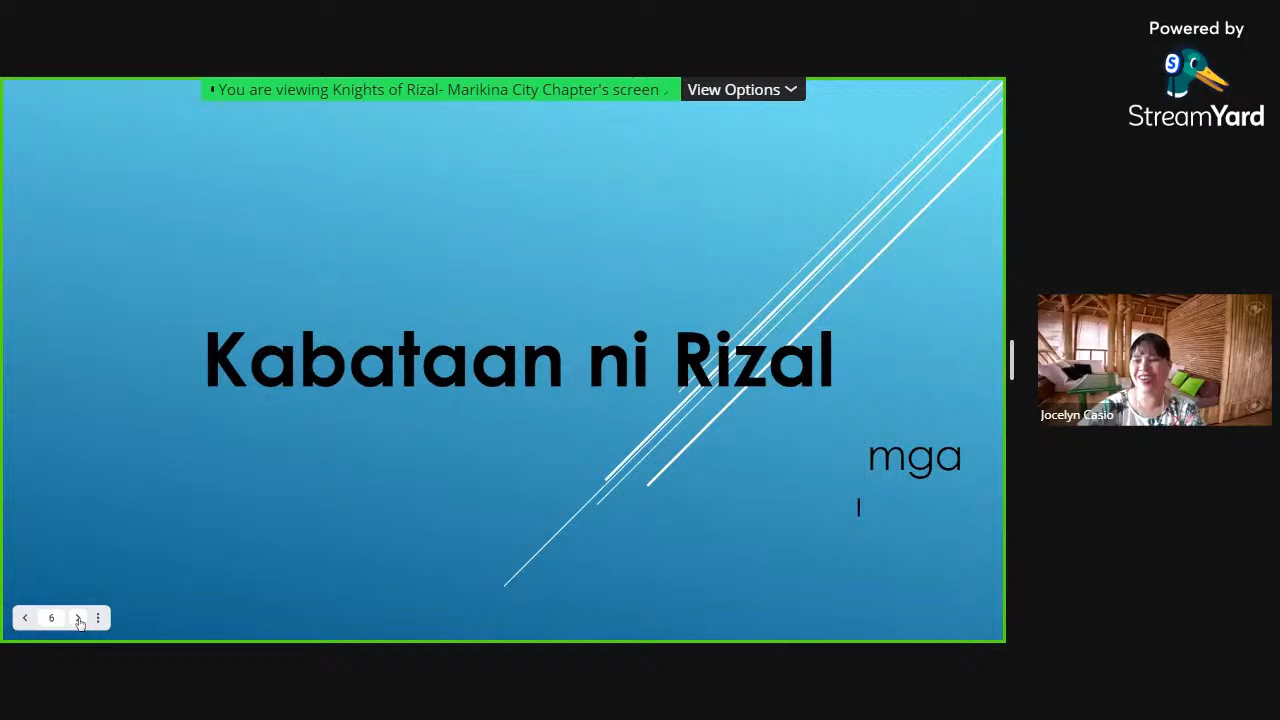 Powered by
StreamYard
You are viewing Knights of Rizal- Marikina City Chapter's screen
View Options
Kabataan ni Rizal
mga
Jocelyn Casio
6